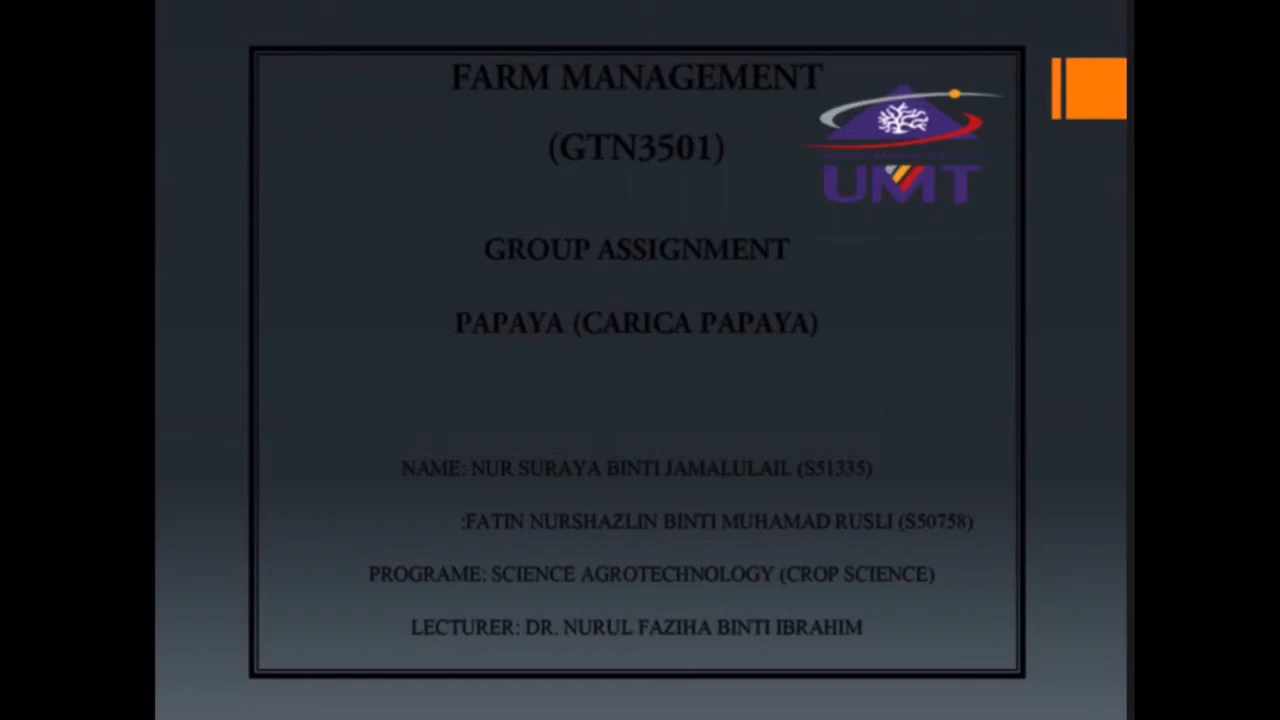 FARM MANAGEMENT
(GTN3501)
UMT
GROUP ASSIGNMENT
PAPAYA (CARICA PAPAYA)
NAME: NUR SURAYA BINTI JAMALULAIL (S51335)
:FATIN NURSHAZLIN BINTI MUHAMAD RUSLI (S50758)
PROGRAME: SCIENCE AGROTECHNOLOGY (CROP SCIENCE)
LECTURER: DR. NURUL FAZIHA BINTI IBRAHIM